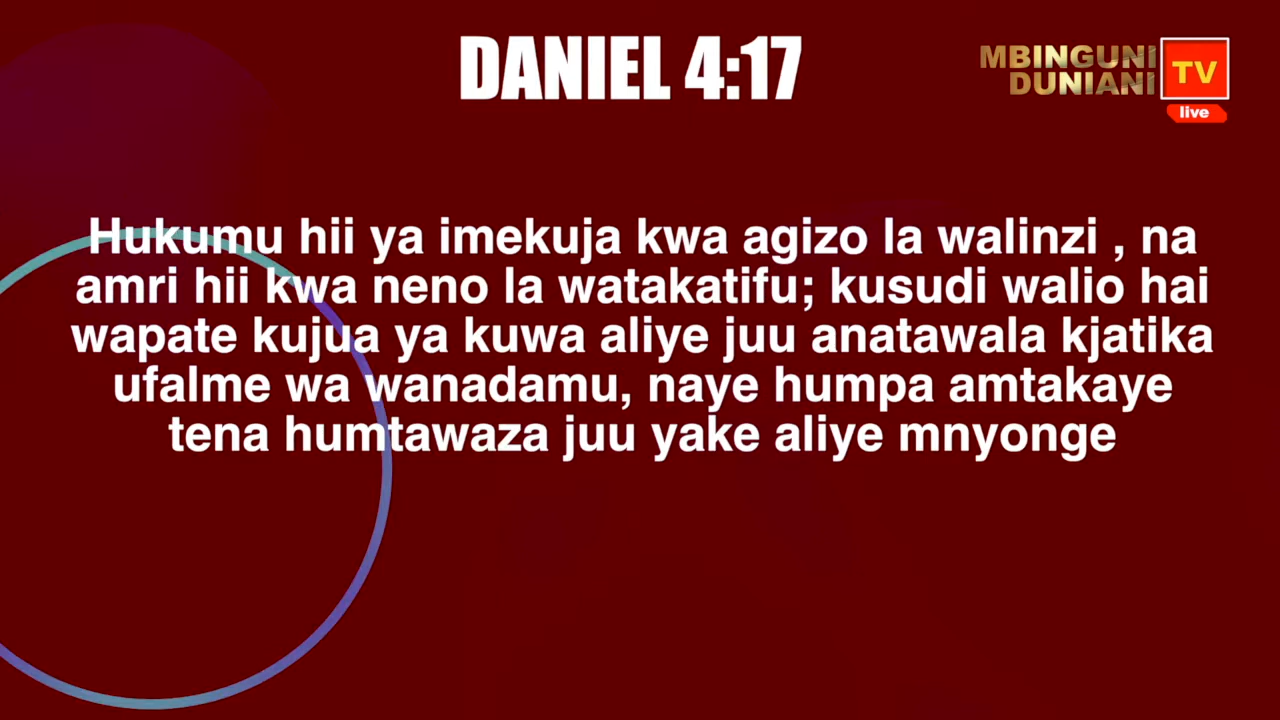 DANIEL 4:17
MBINGUNI
DUNIANI
TV
live
Hukumu hii ya imekuja kwa agizo la walinzi , na
amri hii kwa neno la watakatifu; kusudi walio hai
wapate kujua ya kuwa aliye juu anatawala kjatika
ufalme wa wanadamu, naye humpa amtakaye
tena humtawaza juu yake aliye mnyonge